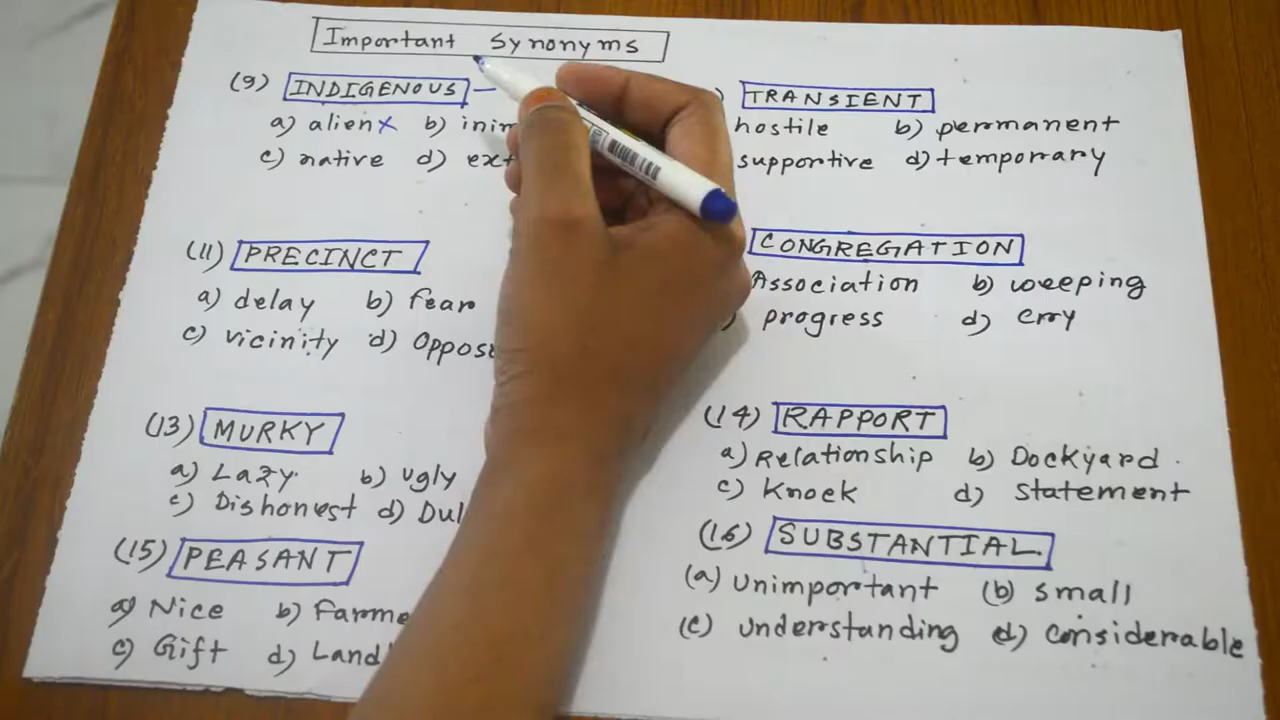 Important Synonyms
(9) INDIGENOUS –
a) alien x b)
c) native d)
TRANSIENT
hostile b) permanent
supportive d) temporary
(11) PRECINCT
a) delay b) fear
c) vicinity d)
CONGREGATION
Association b) weeping
progress d) cry
(13) MURKY
a) Lazy b) ugly
c) Dishonest d)
(14) RAPPORT
a) Relationship b) Dockyard
c) Knock d) Statement
(15) PEASANT
a) Nice b)
c) Gift d)
(16) SUBSTANTIAL
(a) unimportant (b) small
(c) understanding d) considerable